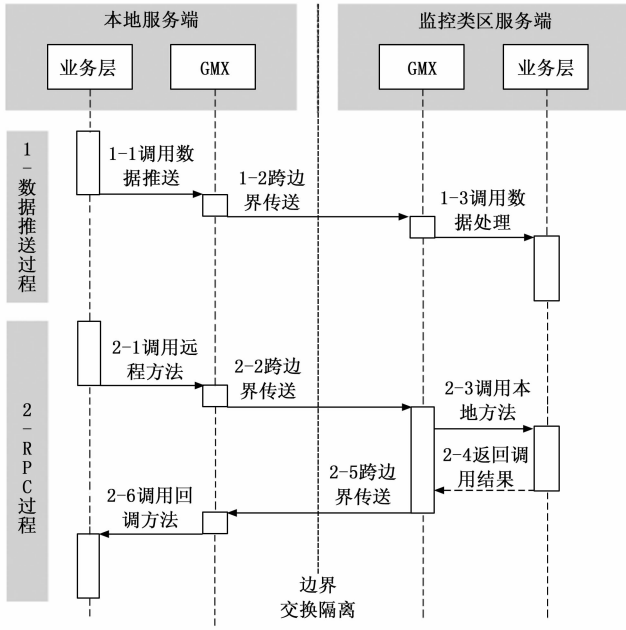 本地服务端
监控类区服务端
业务层
GMX
GMX
业务层
1-数据推送过程
1-1调用数
据推送
1-2跨边
界传送
1-3调用数
据处理
2-RPC过程
2-1调用远
程方法
2-2跨边
界传送
2-3调用本
地方法
2-4返回调
用结果
2-5跨边
界传送
2-6调用回
调方法
边界
交换隔离